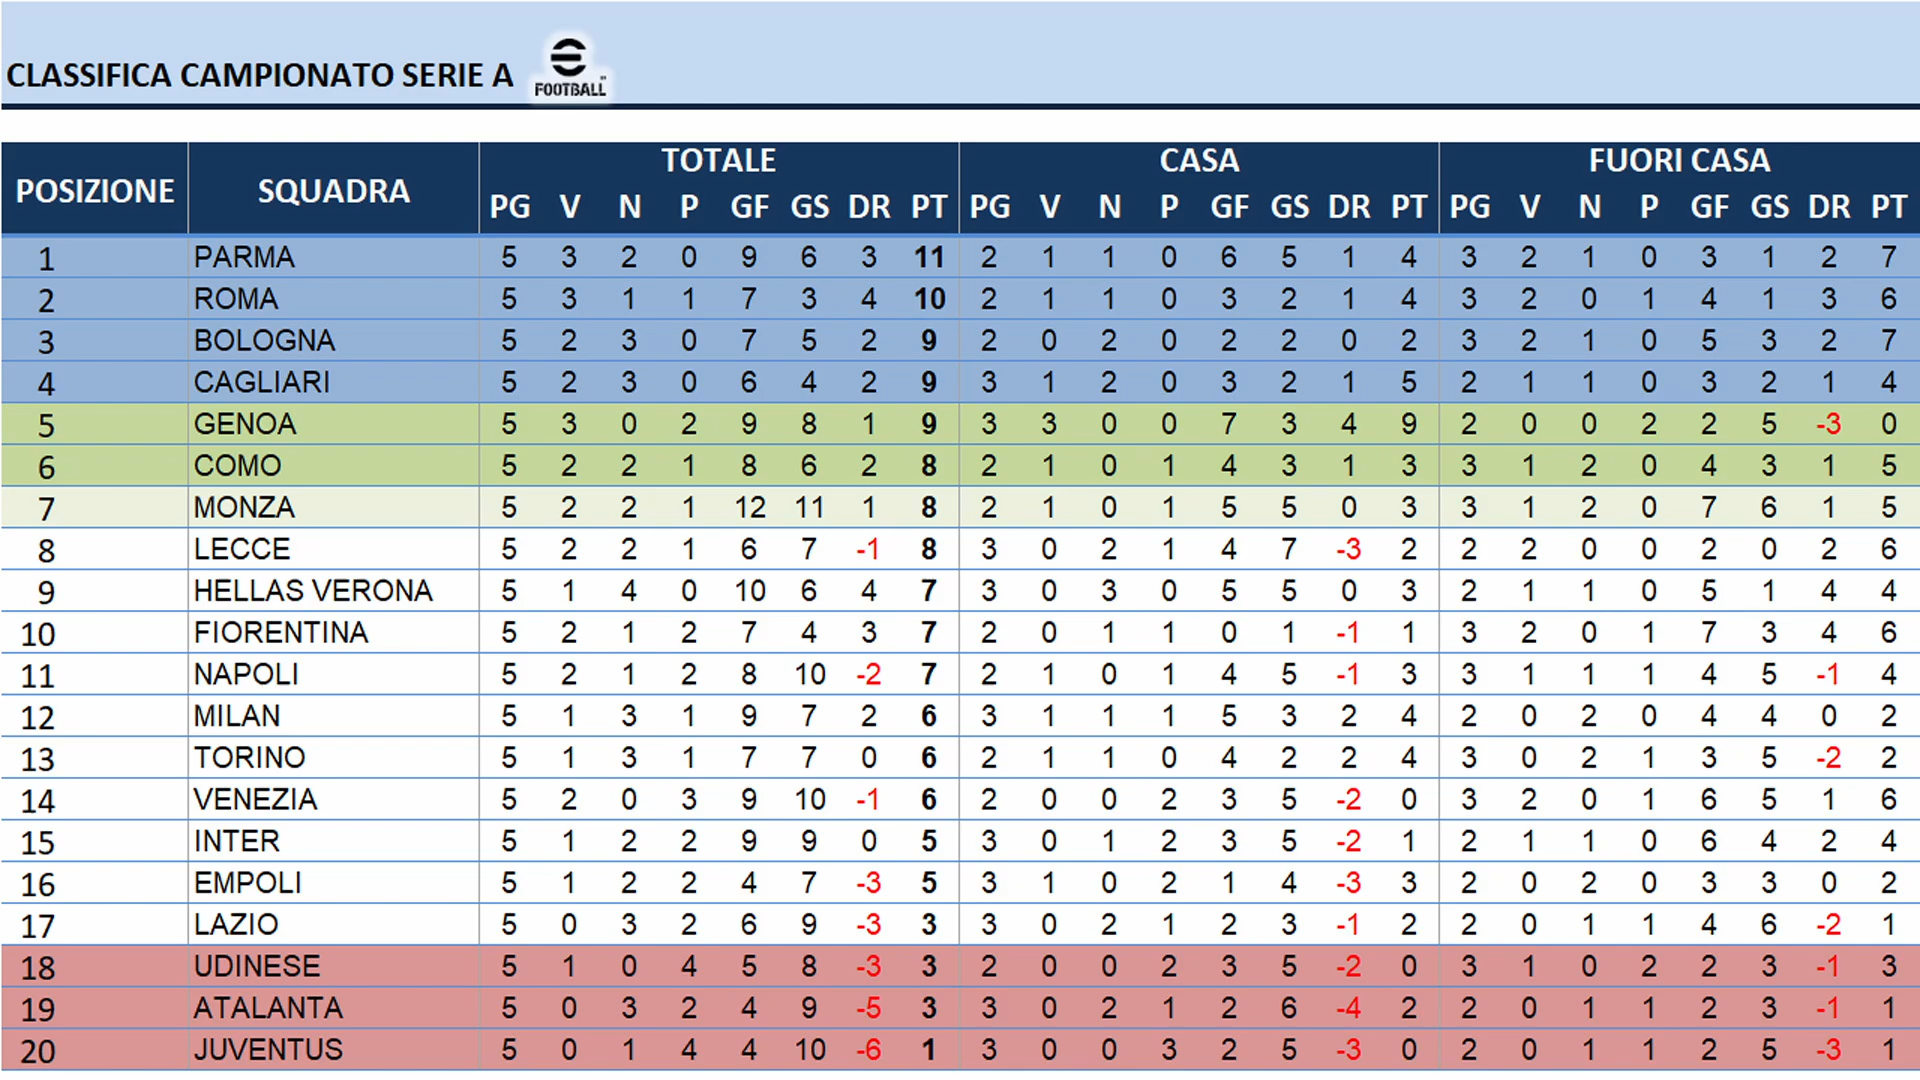 CLASSIFICA CAMPIONATO SERIE A
e FOOTBALL™
TOTALE CASA FUORI CASA
POSIZIONE SQUADRA PG V N P GF GS DR PT PG V N P GF GS DR PT PG V N P GF GS DR PT
1 PARMA 5 3 2 0 9 6 3 11 2 1 1 0 6 5 1 4 3 2 1 0 3 1 2 7
2 ROMA 5 3 1 1 7 3 4 10 2 1 1 0 3 2 1 4 3 2 0 1 4 1 3 6
3 BOLOGNA 5 2 3 0 7 5 2 9 2 0 2 0 2 2 0 2 3 2 1 0 5 3 2 7
4 CAGLIARI 5 2 3 0 6 4 2 9 3 1 2 0 3 2 1 5 2 1 1 0 3 2 1 4
5 GENOA 5 3 0 2 9 8 1 9 3 3 0 0 7 3 4 9 2 0 0 2 2 5 -3 0
6 COMO 5 2 2 1 8 6 2 8 2 1 0 1 4 3 1 3 3 1 2 0 4 3 1 5
7 MONZA 5 2 2 1 12 11 1 8 2 1 0 1 5 5 0 3 3 1 2 0 7 6 1 5
8 LECCE 5 2 2 1 6 7 -1 8 3 0 2 1 4 7 -3 2 2 2 0 0 2 0 2 6
9 HELLAS VERONA 5 1 4 0 10 6 4 7 3 0 3 0 5 5 0 3 2 1 1 0 5 1 4 4
10 FIORENTINA 5 2 1 2 7 4 3 7 2 0 1 1 0 1 -1 1 3 2 0 1 7 3 4 6
11 NAPOLI 5 2 1 2 8 10 -2 7 2 1 0 1 4 5 -1 3 3 1 1 1 4 5 -1 4
12 MILAN 5 1 3 1 9 7 2 6 3 1 1 1 5 3 2 4 2 0 2 0 4 4 0 2
13 TORINO 5 1 3 1 7 7 0 6 2 1 1 0 4 2 2 4 3 0 2 1 3 5 -2 2
14 VENEZIA 5 2 0 3 9 10 -1 6 2 0 0 2 3 5 -2 0 3 2 0 1 6 5 1 6
15 INTER 5 1 2 2 9 9 0 5 3 0 1 2 3 5 -2 1 2 1 1 0 6 4 2 4
16 EMPOLI 5 1 2 2 4 7 -3 5 3 1 0 2 1 4 -3 3 2 0 2 0 3 3 0 2
17 LAZIO 5 0 3 2 6 9 -3 3 3 0 2 1 2 3 -1 2 2 0 1 1 4 6 -2 1
18 UDINESE 5 1 0 4 5 8 -3 3 2 0 0 2 3 5 -2 0 3 1 0 2 2 3 -1 3
19 ATALANTA 5 0 3 2 4 9 -5 3 3 0 2 1 2 6 -4 2 2 0 1 1 2 3 -1 1
20 JUVENTUS 5 0 1 4 4 10 -6 1 3 0 0 3 2 5 -3 0 2 0 1 1 2 5 -3 1